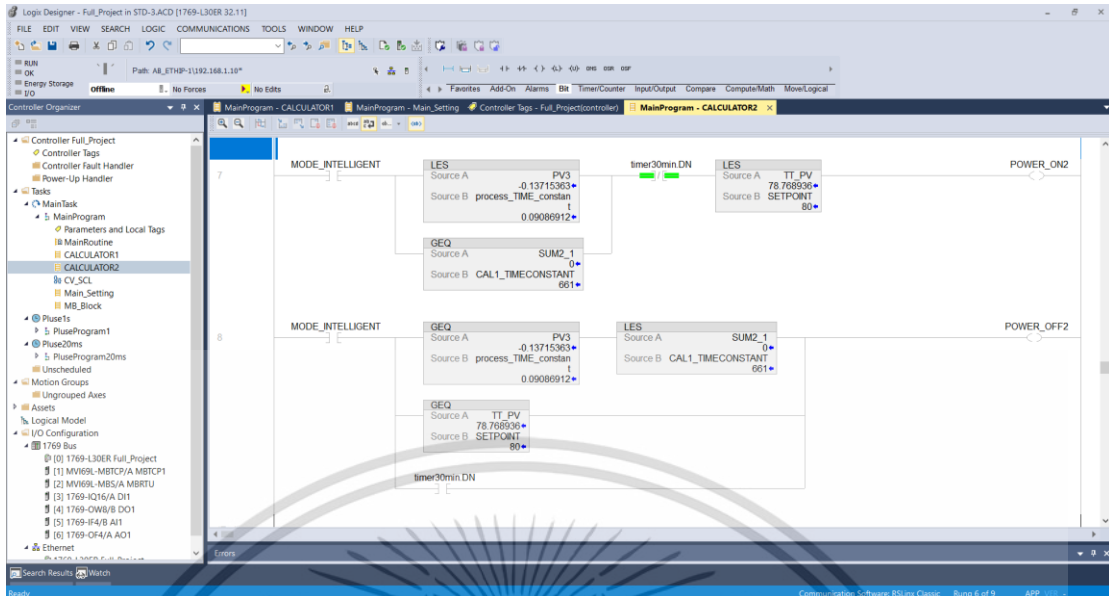 Logix Designer - Full_Project in STD-3.ACD [1769-L30ER 32.11]
FILE EDIT VIEW SEARCH LOGIC COMMUNICATIONS TOOLS WINDOW HELP
RUN
OK
Energy Storage
I/O
Path: AB_ETHIP-1\192.168.1.10*
Offline
No Forces
No Edits
Favorites Add-On Alarms Bit Timer/Counter Input/Output Compare Compute/Math Move/Logical
Controller Organizer
MainProgram - CALCULATOR1
MainProgram - Main_Setting
Controller Tags - Full_Project(controller)
MainProgram - CALCULATOR2
Controller Full_Project
Controller Tags
Controller Fault Handler
Power-Up Handler
Tasks
MainTask
MainProgram
Parameters and Local Tags
MainRoutine
CALCULATOR1
CALCULATOR2
CV_SCL
Main_Setting
MB_Block
Pluse1s
PluseProgram1
Pluse20ms
PluseProgram20ms
Unscheduled
Motion Groups
Ungrouped Axes
Assets
Logical Model
I/O Configuration
1769 Bus
[0] 1769-L30ER Full_Project
[1] MVI69L-MBTCP/A MBTCP1
[2] MVI69L-MBS/A MBRTU
[3] 1769-IQ16/A DI1
[4] 1769-OW8/B DO1
[5] 1769-IF4/B AI1
[6] 1769-OF4/A AO1
Ethernet
7
MODE_INTELLIGENT
LES
Source A PV3
-0.13715363
Source B process_TIME_constan
t
0.09086912
timer30min.DN
LES
Source A TT_PV
78.768936
Source B SETPOINT
80
POWER_ON2
GEQ
Source A SUM2_1
0
Source B CAL1_TIMECONSTANT
661
8
MODE_INTELLIGENT
GEQ
Source A PV3
-0.13715363
Source B process_TIME_constan
t
0.09086912
LES
Source A SUM2_1
0
Source B CAL1_TIMECONSTANT
661
POWER_OFF2
GEQ
Source A TT_PV
78.768936
Source B SETPOINT
80
timer30min.DN
Errors
Search Results Watch
Ready
Communication Software: RSLinx Classic
Rung 6 of 9
APP